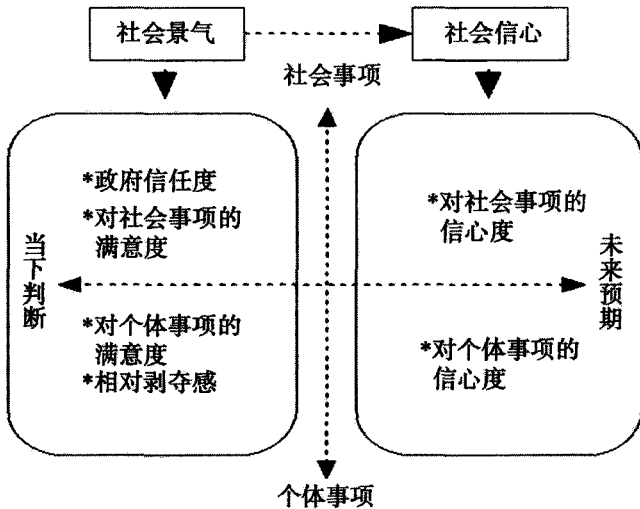 社会景气
社会信心
社会事项
*政府信任度
*对社会事项的
满意度
*对社会事项的
信心度
当下判断
未来预期
*对个体事项的
满意度
*相对剥夺感
*对个体事项的
信心度
个体事项